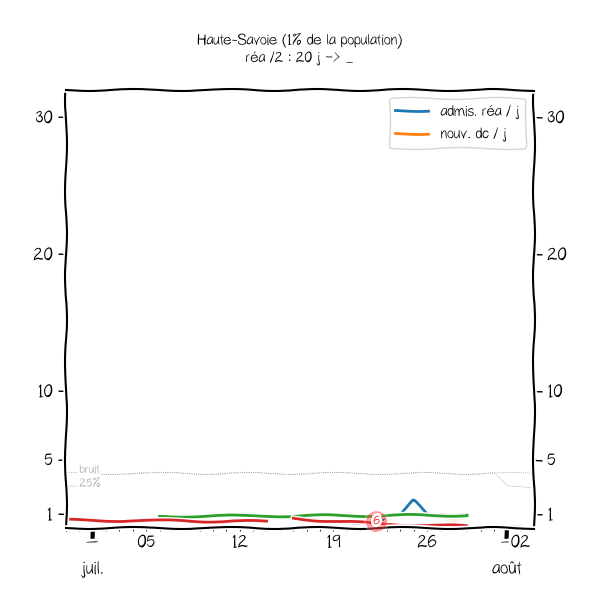 Haute-Savoie (1% de la population)
réa /2 : 20 j -> _
admis. réa / j
nouv. dc / j
30
30
20
20
10
10
5
5
bruit
25%
1
1
6
05
12
19
26
02
juil.
août